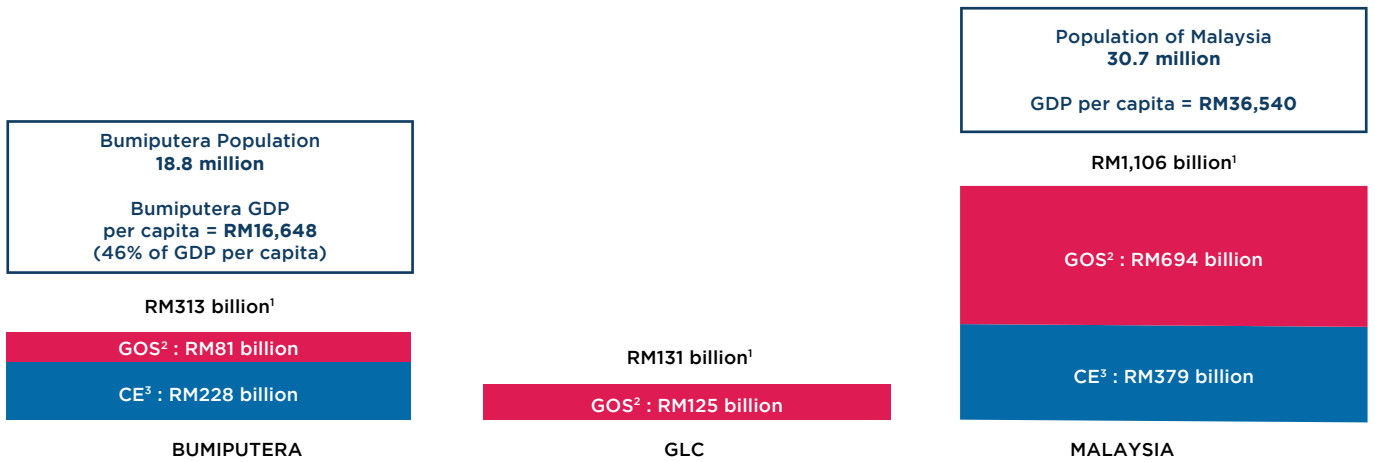 Bumiputera Population
18.8 million
Bumiputera GDP
per capita = RM16,648
(46% of GDP per capita)
RM313 billion¹
GOS² : RM81 billion
CE³ : RM228 billion
BUMIPUTERA
RM131 billion¹
GOS² : RM125 billion
GLC
Population of Malaysia
30.7 million
GDP per capita = RM36,540
RM1,106 billion¹
GOS² : RM694 billion
CE³ : RM379 billion
MALAYSIA